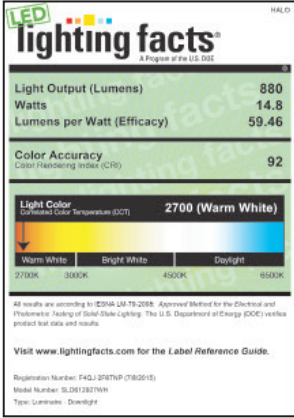 HALO
LED
lighting facts®
A Program of the U.S. DOE
Light Output (Lumens) 880
Watts 14.8
Lumens per Watt (Efficacy) 59.46
Color Accuracy
Color Rendering Index (CRI) 92
Light Color
Correlated Color Temperature (CCT) 2700 (Warm White)
Warm White Bright White Daylight
2700K 3000K 4500K 6500K
All results are according to IESNA LM-79-2008: Approved Method for the Electrical and
Photometric Testing of Solid-State Lighting. The U.S. Department of Energy (DOE) verifies
product test data and results.
Visit www.lightingfacts.com for the Label Reference Guide.
Registration Number: (7/8/2015)
Model Number: SLD612827WH
Type: Luminaire - Downlight